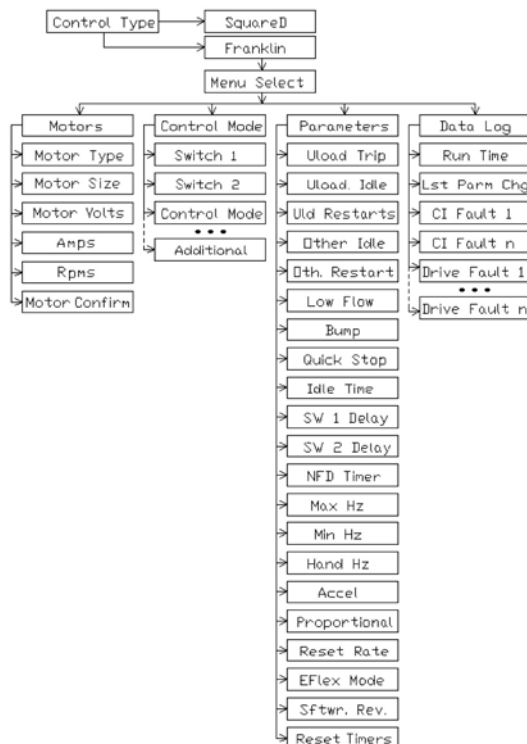 Control Type
SquareD
Franklin
Menu Select
Motors
Motor Type
Motor Size
Motor Volts
Amps
Rpms
Motor Confirm
Control Mode
Switch 1
Switch 2
Control Mode
•••
Additional
Parameters
Uload Trip
Uload. Idle
Uld Restarts
Other Idle
Oth. Restart
Low Flow
Bump
Quick Stop
Idle Time
SW 1 Delay
SW 2 Delay
NFD Timer
Max Hz
Min Hz
Hand Hz
Accel
Proportional
Reset Rate
EFlex Mode
Sftwr. Rev.
Reset Timers
Data Log
Run Time
Lst Parm Chg
CI Fault 1
CI Fault n
Drive Fault 1
•••
Drive Fault n